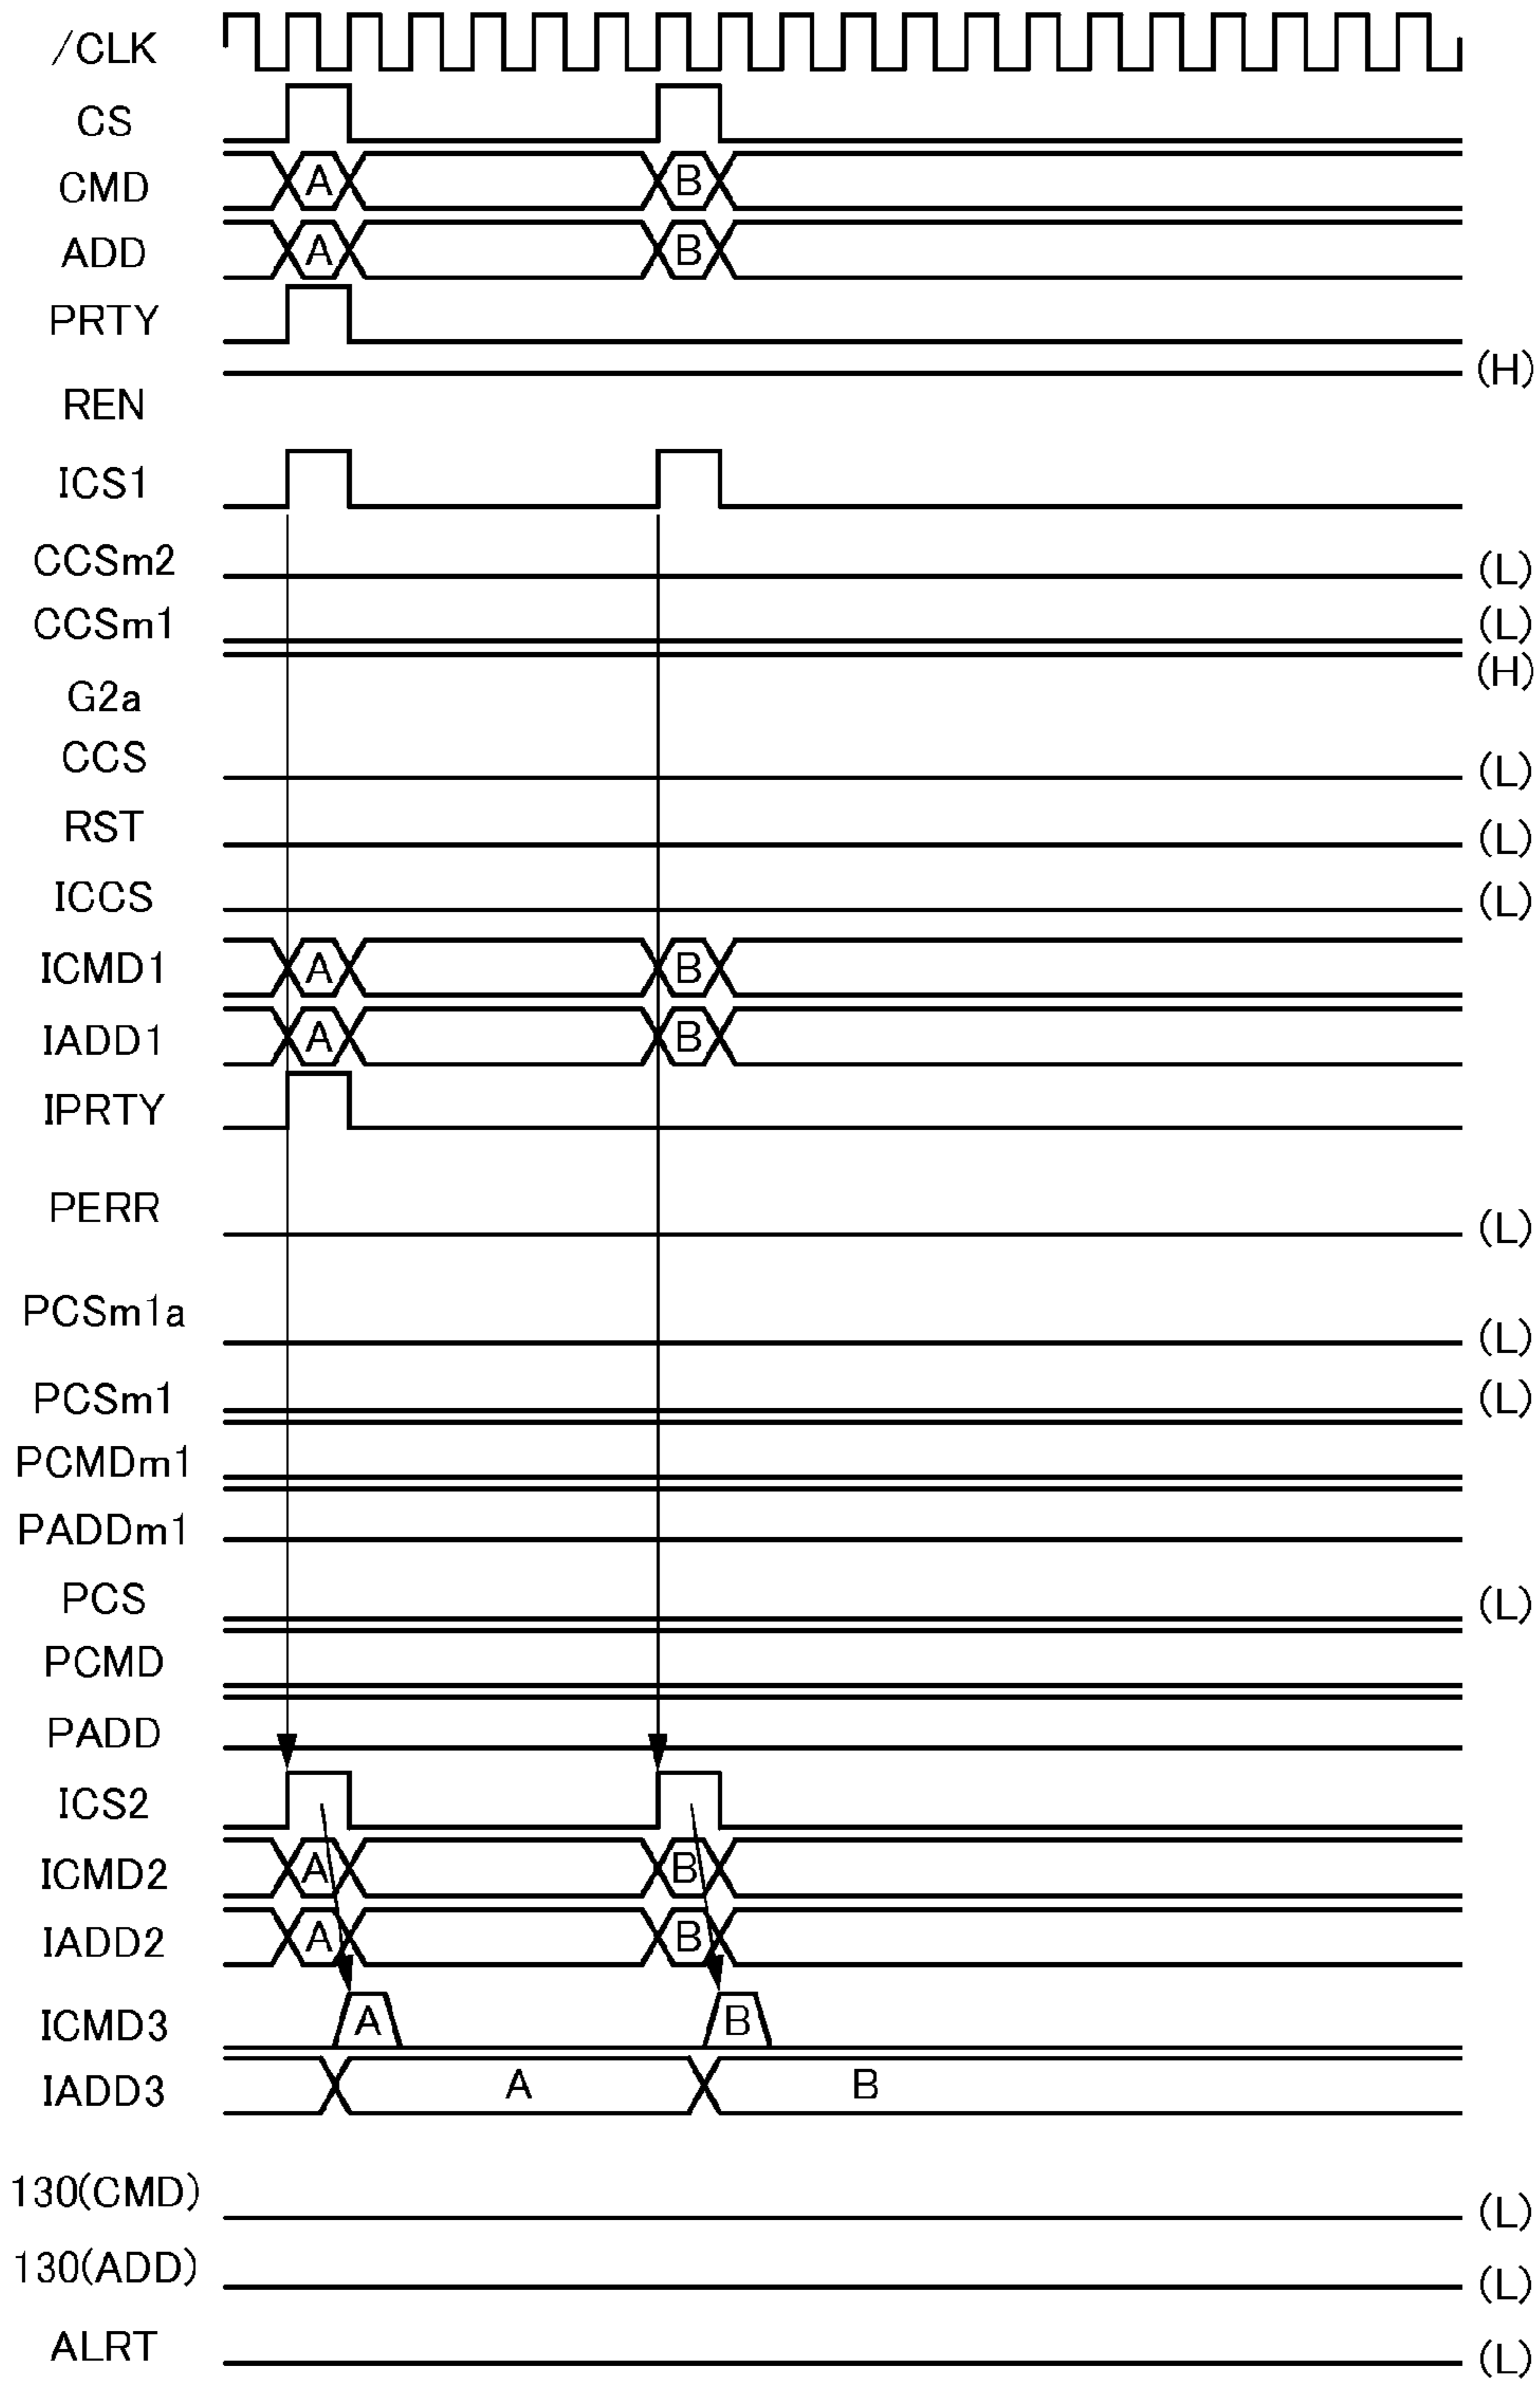 /CLK
CS
CMD A B
ADD A B
PRTY
REN (H)
ICS1
CCSm2 (L)
CCSm1 (L)
G2a (H)
CCS (L)
RST (L)
ICCS (L)
ICMD1 A B
IADD1 A B
IPRTY
PERR (L)
PCSm1a (L)
PCSm1 (L)
PCMDm1
PADDm1
PCS (L)
PCMD
PADD
ICS2
ICMD2 A B
IADD2 A B
ICMD3 A B
IADD3 A B
130(CMD) (L)
130(ADD) (L)
ALRT (L)